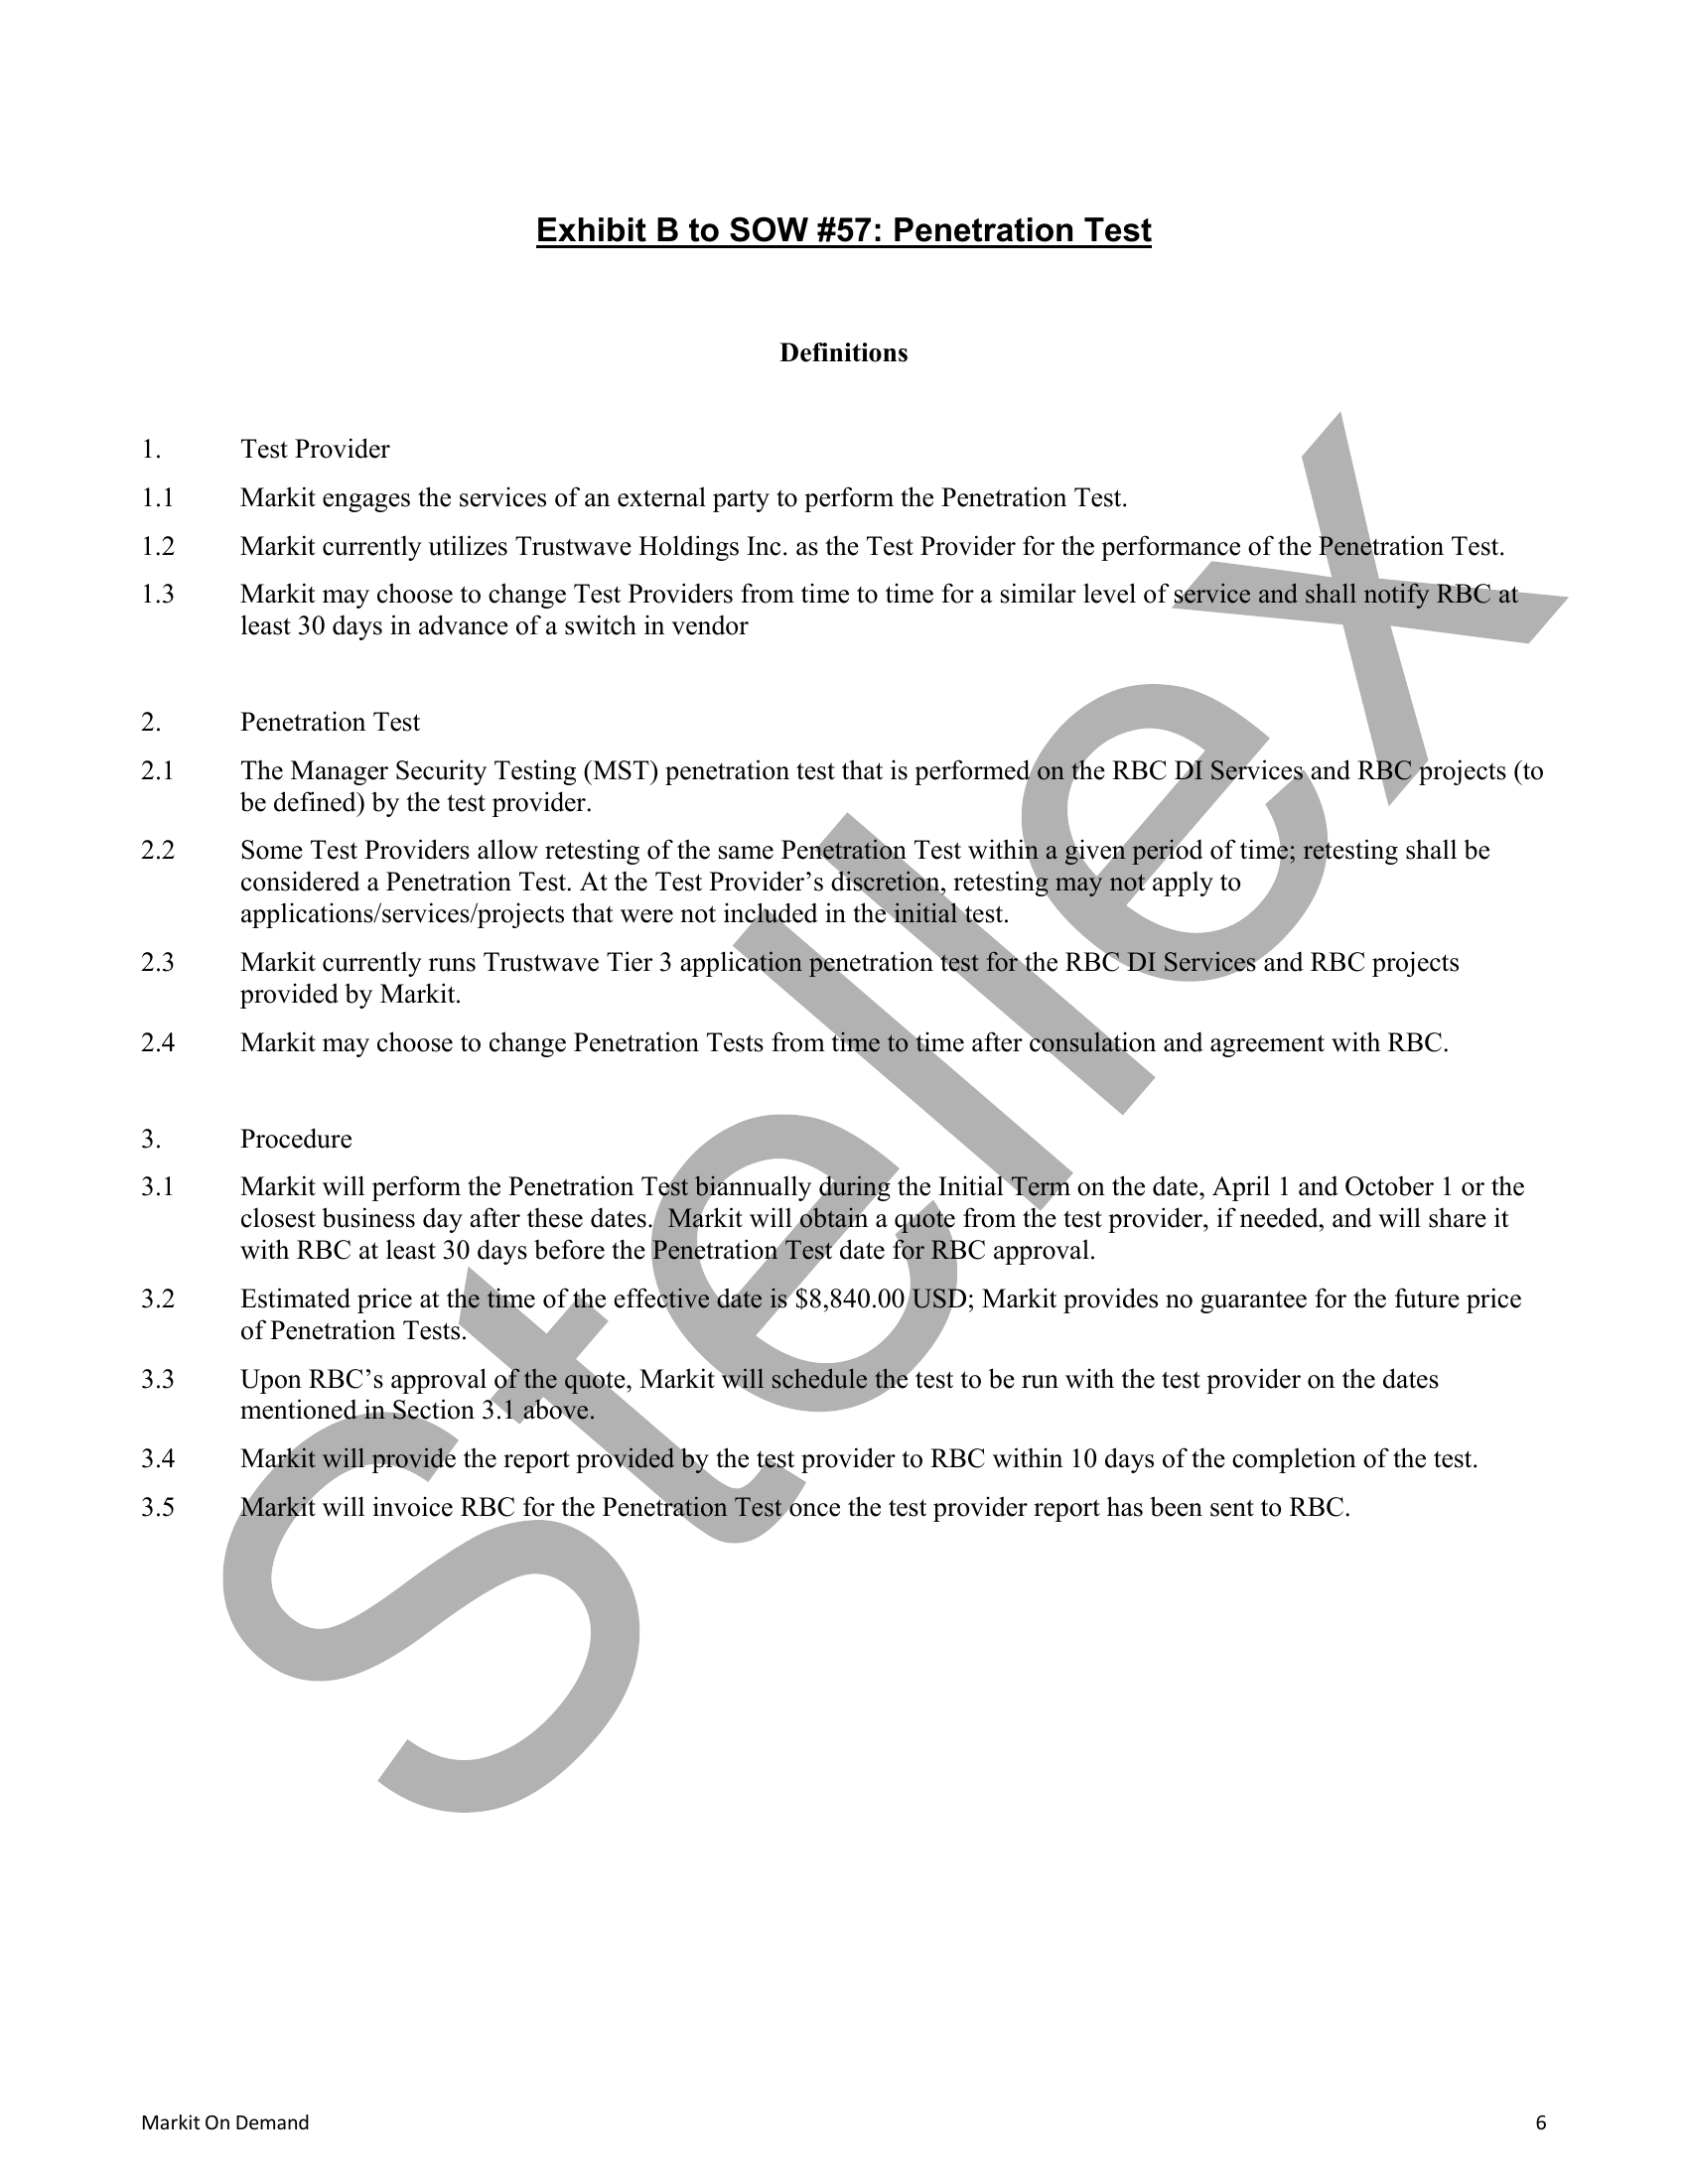 Exhibit B to SOW #57: Penetration Test
Definitions
1. Test Provider
1.1 Markit engages the services of an external party to perform the Penetration Test.
1.2 Markit currently utilizes Trustwave Holdings Inc. as the Test Provider for the performance of the Penetration Test.
1.3 Markit may choose to change Test Providers from time to time for a similar level of service and shall notify RBC at
least 30 days in advance of a switch in vendor
2. Penetration Test
2.1 The Manager Security Testing (MST) penetration test that is performed on the RBC DI Services and RBC projects (to
be defined) by the test provider.
2.2 Some Test Providers allow retesting of the same Penetration Test within a given period of time; retesting shall be
considered a Penetration Test. At the Test Provider’s discretion, retesting may not apply to
applications/services/projects that were not included in the initial test.
2.3 Markit currently runs Trustwave Tier 3 application penetration test for the RBC DI Services and RBC projects
provided by Markit.
2.4 Markit may choose to change Penetration Tests from time to time after consulation and agreement with RBC.
3. Procedure
3.1 Markit will perform the Penetration Test biannually during the Initial Term on the date, April 1 and October 1 or the
closest business day after these dates.  Markit will obtain a quote from the test provider, if needed, and will share it
with RBC at least 30 days before the Penetration Test date for RBC approval.
3.2 Estimated price at the time of the effective date is $8,840.00 USD; Markit provides no guarantee for the future price
of Penetration Tests.
3.3 Upon RBC’s approval of the quote, Markit will schedule the test to be run with the test provider on the dates
mentioned in Section 3.1 above.
3.4 Markit will provide the report provided by the test provider to RBC within 10 days of the completion of the test.
3.5 Markit will invoice RBC for the Penetration Test once the test provider report has been sent to RBC.
Stellex
Markit On Demand 6